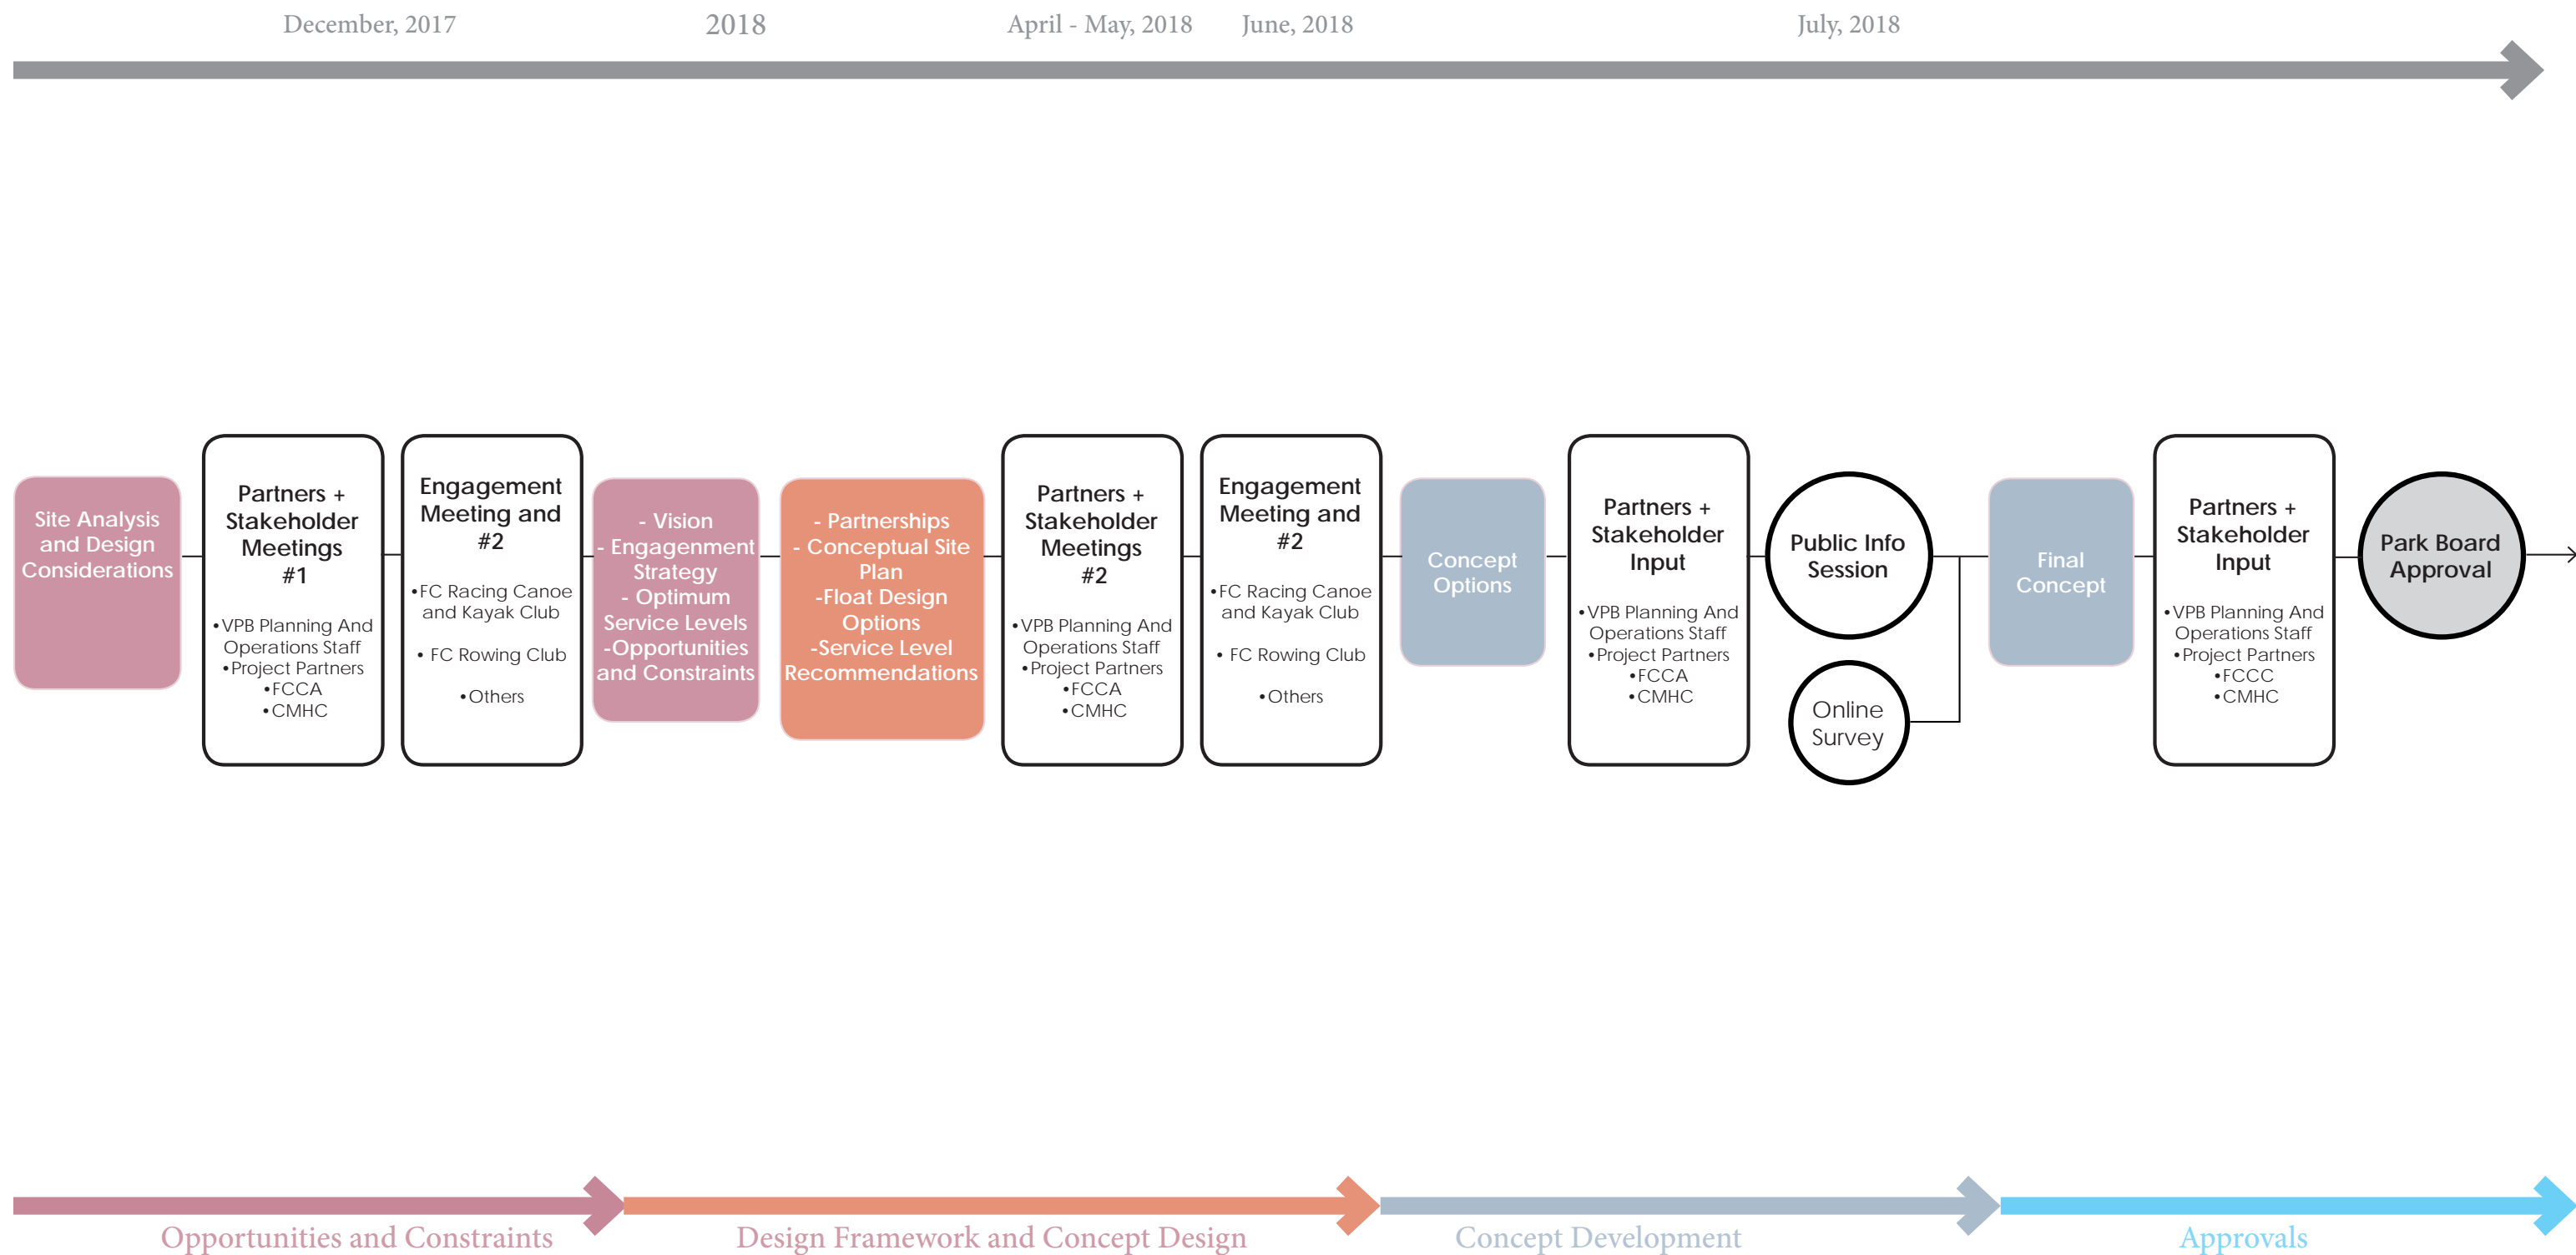 December, 2017
2018
April - May, 2018
June, 2018
July, 2018
Site Analysis
and Design
Considerations
Partners +
Stakeholder
Meetings
#1
•VPB Planning And
Operations Staff
•Project Partners
•FCCA
•CMHC
Engagement
Meeting and
#2
•FC Racing Canoe
and Kayak Club
• FC Rowing Club
•Others
- Vision
- Engagenment
Strategy
- Optimum
Service Levels
-Opportunities
and Constraints
- Partnerships
- Conceptual Site
Plan
-Float Design
Options
-Service Level
Recommendations
Partners +
Stakeholder
Meetings
#2
•VPB Planning And
Operations Staff
•Project Partners
•FCCA
•CMHC
Engagement
Meeting and
#2
•FC Racing Canoe
and Kayak Club
• FC Rowing Club
•Others
Concept
Options
Partners +
Stakeholder
Input
•VPB Planning And
Operations Staff
•Project Partners
•FCCA
•CMHC
Public Info
Session
Online
Survey
Final
Concept
Partners +
Stakeholder
Input
•VPB Planning And
Operations Staff
•Project Partners
•FCCC
•CMHC
Park Board
Approval
Opportunities and Constraints
Design Framework and Concept Design
Concept Development
Approvals